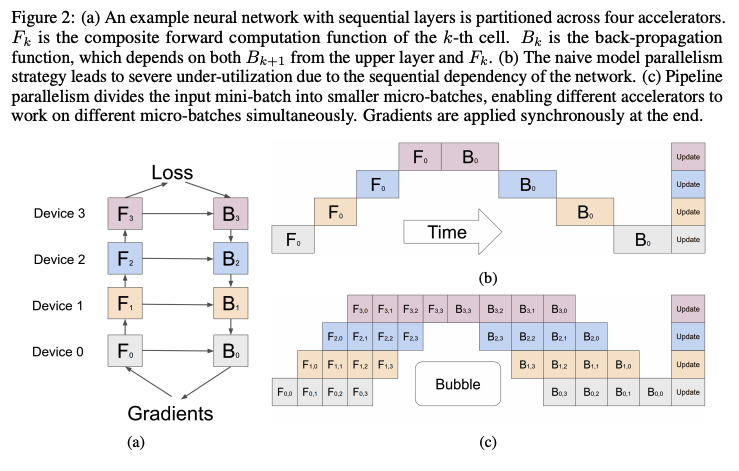 Figure 2: (a) An example neural network with sequential layers is partitioned across four accelerators.
Fk is the composite forward computation function of the k-th cell. Bk is the back-propagation
function, which depends on both Bk+1 from the upper layer and Fk. (b) The naive model parallelism
strategy leads to severe under-utilization due to the sequential dependency of the network. (c) Pipeline
parallelism divides the input mini-batch into smaller micro-batches, enabling different accelerators to
work on different micro-batches simultaneously. Gradients are applied synchronously at the end.
Loss
Device 3 F3 B3
Device 2 F2 B2
Device 1 F1 B1
Device 0 F0 B0
Gradients
(a)
F0 B0 Update
F0 B0 Update
F0 B0 Update
F0 Time B0 Update
(b)
F3,0 F3,1 F3,2 F3,3 B3,3 B3,2 B3,1 B3,0 Update
F2,0 F2,1 F2,2 F2,3 B2,3 B2,2 B2,1 B2,0 Update
F1,0 F1,1 F1,2 F1,3 B1,3 B1,2 B1,1 B1,0 Update
F0,0 F0,1 F0,2 F0,3 Bubble B0,3 B0,2 B0,1 B0,0 Update
(c)